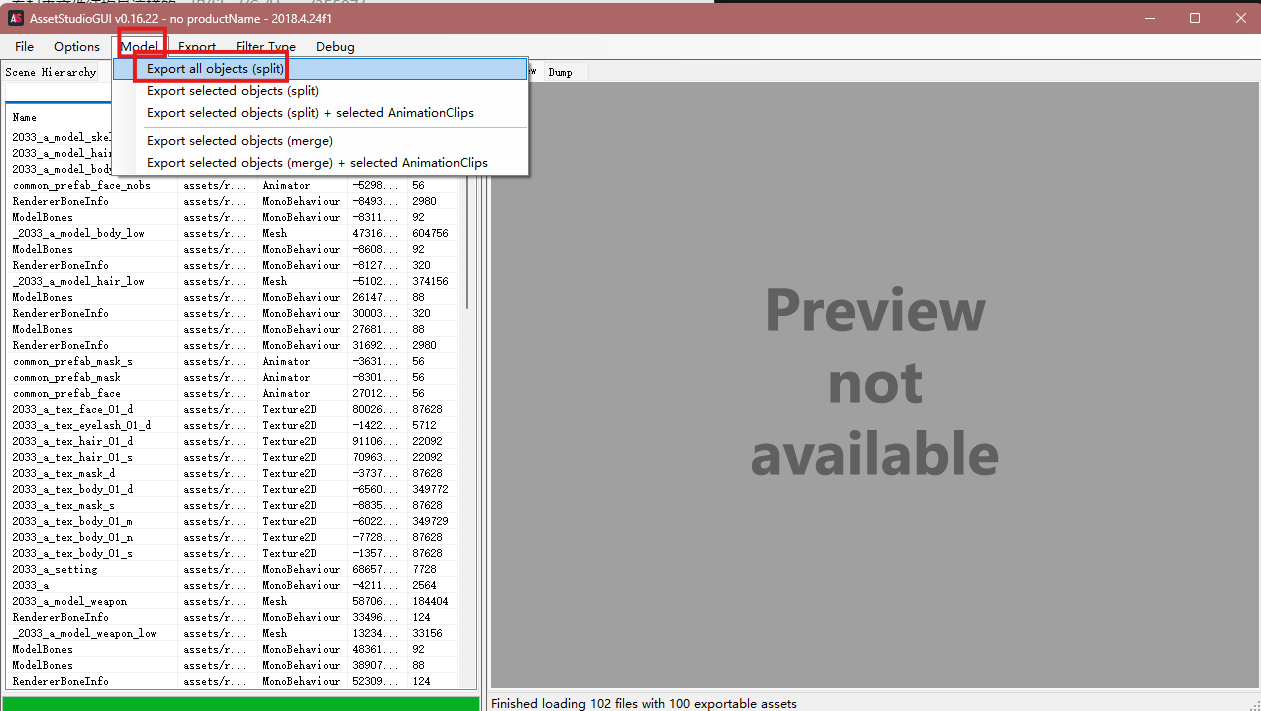 AssetStudioGUI v0.16.22 - no productName - 2018.4.24f1
File Options Model Export Filter Type Debug
Export all objects (split)
Export selected objects (split)
Export selected objects (split) + selected AnimationClips
Export selected objects (merge)
Export selected objects (merge) + selected AnimationClips
Scene Hierarchy
Dump
Name
2033_a_model_skel
2033_a_model_hair
2033_a_model_body
common_prefab_face_nobs assets/r... Animator -5298... 56
RendererBoneInfo assets/r... MonoBehaviour -8493... 2980
ModelBones assets/r... MonoBehaviour -8311... 92
_2033_a_model_body_low assets/r... Mesh 47316... 604756
ModelBones assets/r... MonoBehaviour -8608... 92
RendererBoneInfo assets/r... MonoBehaviour -8127... 320
_2033_a_model_hair_low assets/r... Mesh -5102... 374156
ModelBones assets/r... MonoBehaviour 26147... 88
RendererBoneInfo assets/r... MonoBehaviour 30003... 320
ModelBones assets/r... MonoBehaviour 27681... 88
RendererBoneInfo assets/r... MonoBehaviour 31692... 2980
common_prefab_mask_s assets/r... Animator -3631... 56
common_prefab_mask assets/r... Animator -8301... 56
common_prefab_face assets/r... Animator 27012... 56
2033_a_tex_face_01_d assets/r... Texture2D 80026... 87628
2033_a_tex_eyelash_01_d assets/r... Texture2D -1422... 5712
2033_a_tex_hair_01_d assets/r... Texture2D 91106... 22092
2033_a_tex_hair_01_s assets/r... Texture2D 70963... 22092
2033_a_tex_mask_d assets/r... Texture2D -3737... 87628
2033_a_tex_body_01_d assets/r... Texture2D -6560... 349772
2033_a_tex_mask_s assets/r... Texture2D -8835... 87628
2033_a_tex_body_01_m assets/r... Texture2D -6022... 349729
2033_a_tex_body_01_n assets/r... Texture2D -7728... 87628
2033_a_tex_body_01_s assets/r... Texture2D -1357... 87628
2033_a_setting assets/r... MonoBehaviour 68657... 7728
2033_a assets/r... MonoBehaviour -4211... 2564
2033_a_model_weapon assets/r... Mesh 58706... 184404
RendererBoneInfo assets/r... MonoBehaviour 33496... 124
_2033_a_model_weapon_low assets/r... Mesh 13234... 33156
ModelBones assets/r... MonoBehaviour 48361... 92
ModelBones assets/r... MonoBehaviour 38907... 88
RendererBoneInfo assets/r... MonoBehaviour 52309... 124
Preview
not
available
Finished loading 102 files with 100 exportable assets